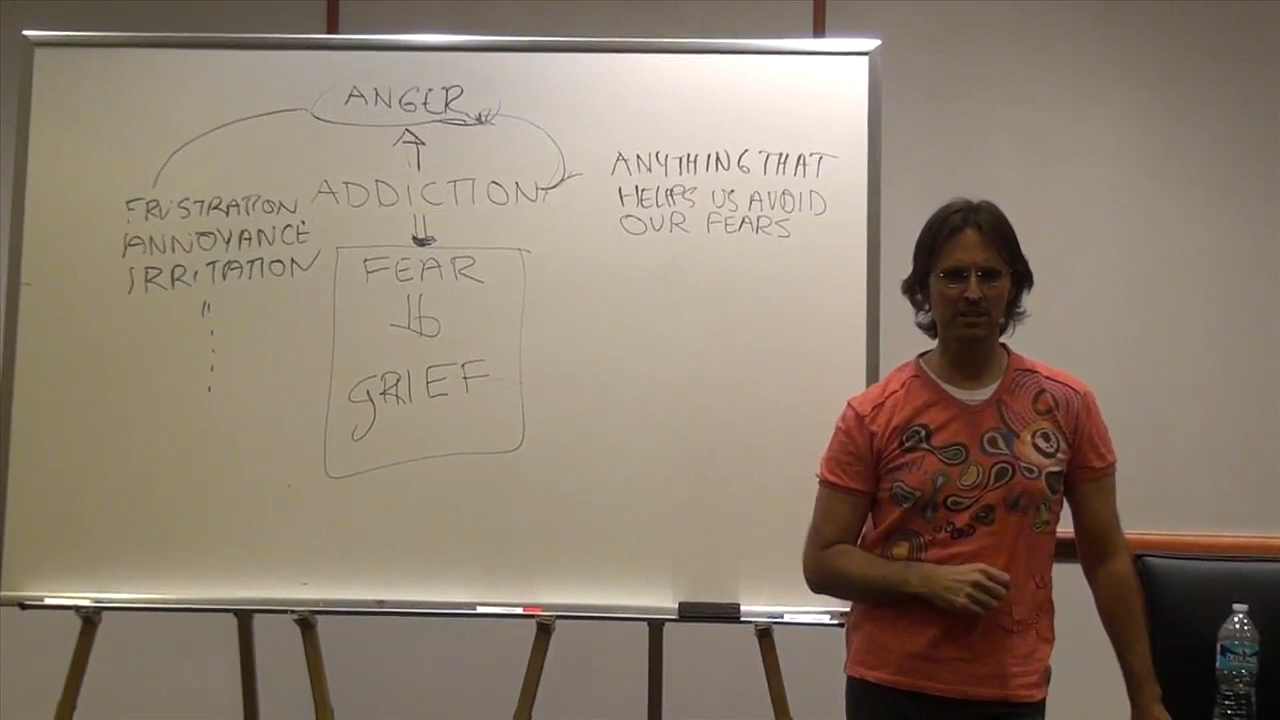 ANGER
ADDICTION
FRUSTRATION
ANNOYANCE
IRRITATION
FEAR
GRIEF
ANYTHING THAT
HELPS US AVOID
OUR FEARS